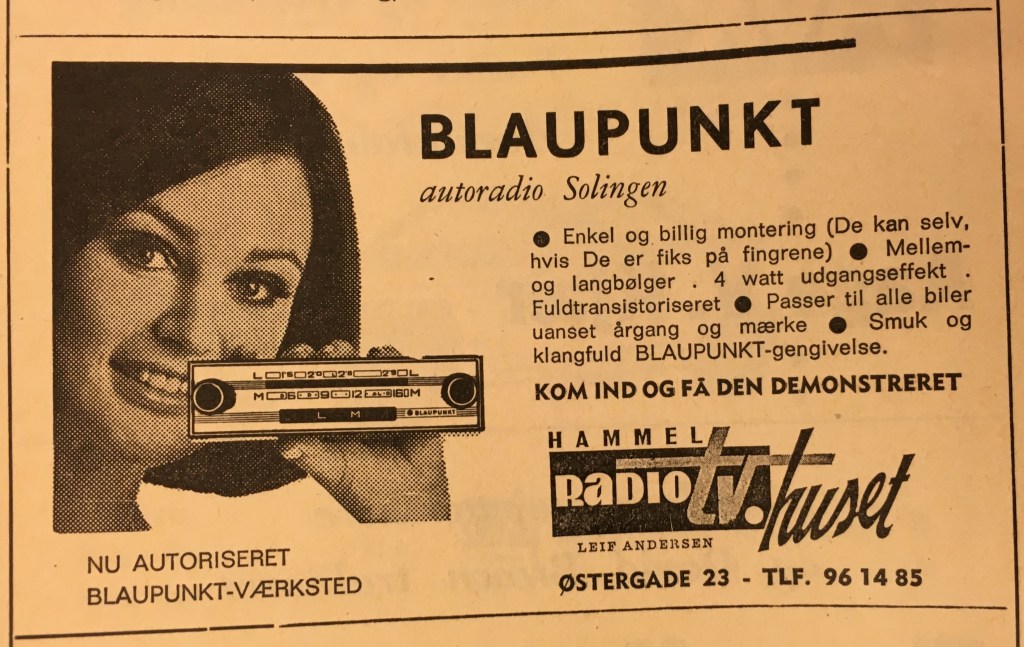 BLAUPUNKT
autoradio Solingen
● Enkel og billig montering (De kan selv,
hvis De er fiks på fingrene) ● Mellem-
og langbølger . 4 watt udgangseffekt .
Fuldtransistoriseret ● Passer til alle biler
uanset årgang og mærke ● Smuk og
klangfuld BLAUPUNKT-gengivelse.
KOM IND OG FÅ DEN DEMONSTRERET
L M
BLAUPUNKT
HAMMEL
RADIO tv. huset
LEIF ANDERSEN
ØSTERGADE 23 - TLF. 96 14 85
NU AUTORISERET
BLAUPUNKT-VÆRKSTED